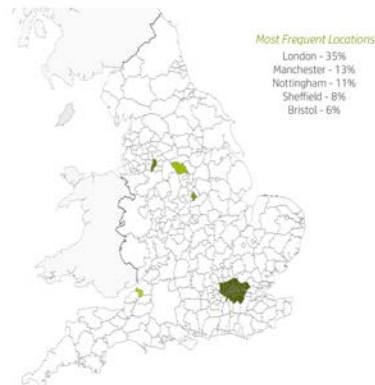 Most Frequent Locations
London - 35%
Manchester - 13%
Nottingham - 11%
Sheffield - 8%
Bristol - 6%